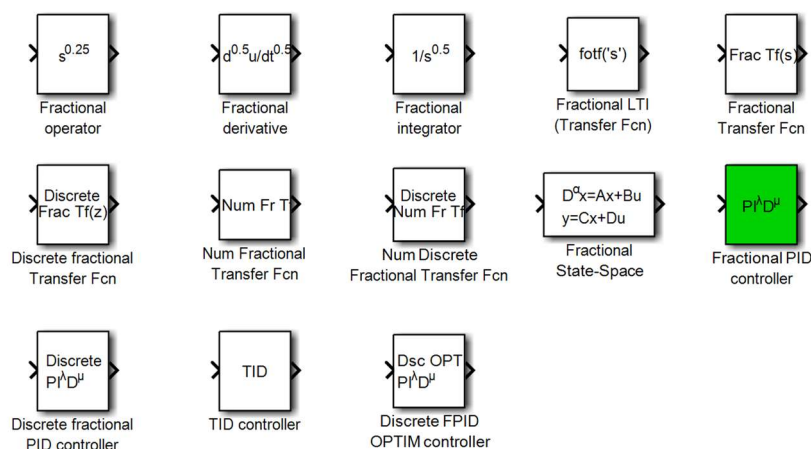 s^0.25
Fractional
operator
d^0.5u/dt^0.5
Fractional
derivative
1/s^0.5
Fractional
integrator
fotf('s')
Fractional LTI
(Transfer Fcn)
Frac Tf(s)
Fractional
Transfer Fcn
Discrete
Frac Tf(z)
Discrete fractional
Transfer Fcn
Num Fr Tf
Num Fractional
Transfer Fcn
Discrete
Num Fr Tf
Num Discrete
Fractional Transfer Fcn
D^αx=Ax+Bu
y=Cx+Du
Fractional
State-Space
PI^λD^μ
Fractional PID
controller
Discrete
PI^λD^μ
Discrete fractional
PID controller
TID
TID controller
Dsc OPT
PI^λD^μ
Discrete FPID
OPTIM controller